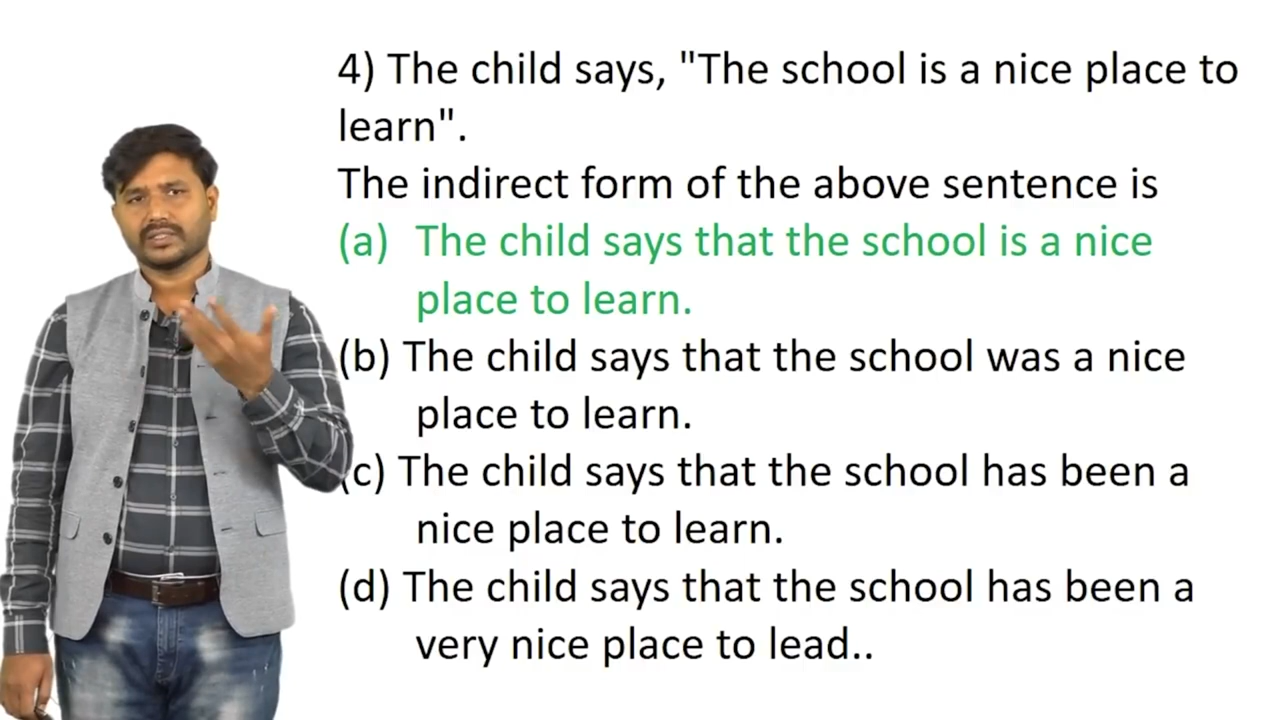 4) The child says, "The school is a nice place to
learn".
The indirect form of the above sentence is
(a) The child says that the school is a nice
place to learn.
(b) The child says that the school was a nice
place to learn.
(c) The child says that the school has been a
nice place to learn.
(d) The child says that the school has been a
very nice place to lead..